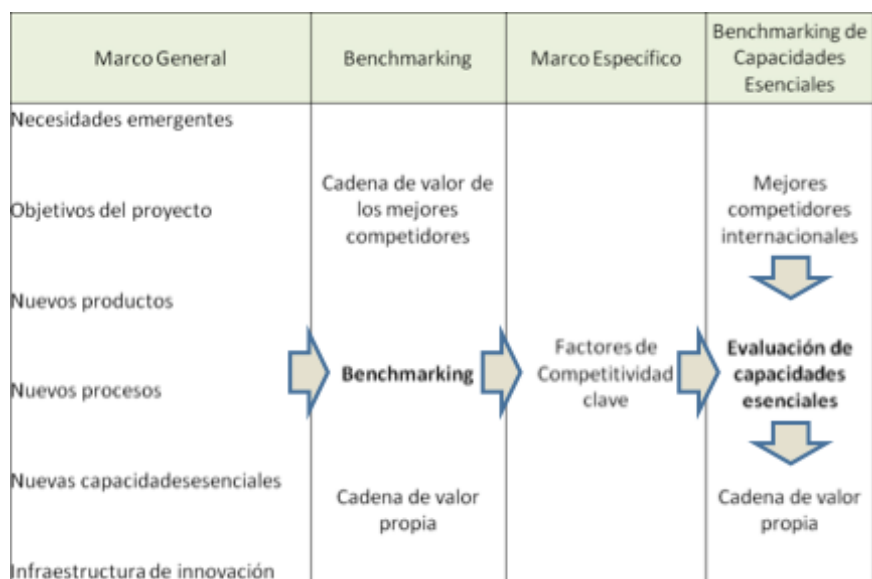 Marco General
Benchmarking
Marco Específico
Benchmarking de
Capacidades
Esenciales
Necesidades emergentes
Objetivos del proyecto
Nuevos productos
Nuevos procesos
Nuevas capacidadesesenciales
Infraestructura de innovación
Cadena de valor de
los mejores
competidores
Benchmarking
Cadena de valor
propia
Factores de
Competitividad
clave
Mejores
competidores
internacionales
Evaluación de
capacidades
esenciales
Cadena de valor
propia